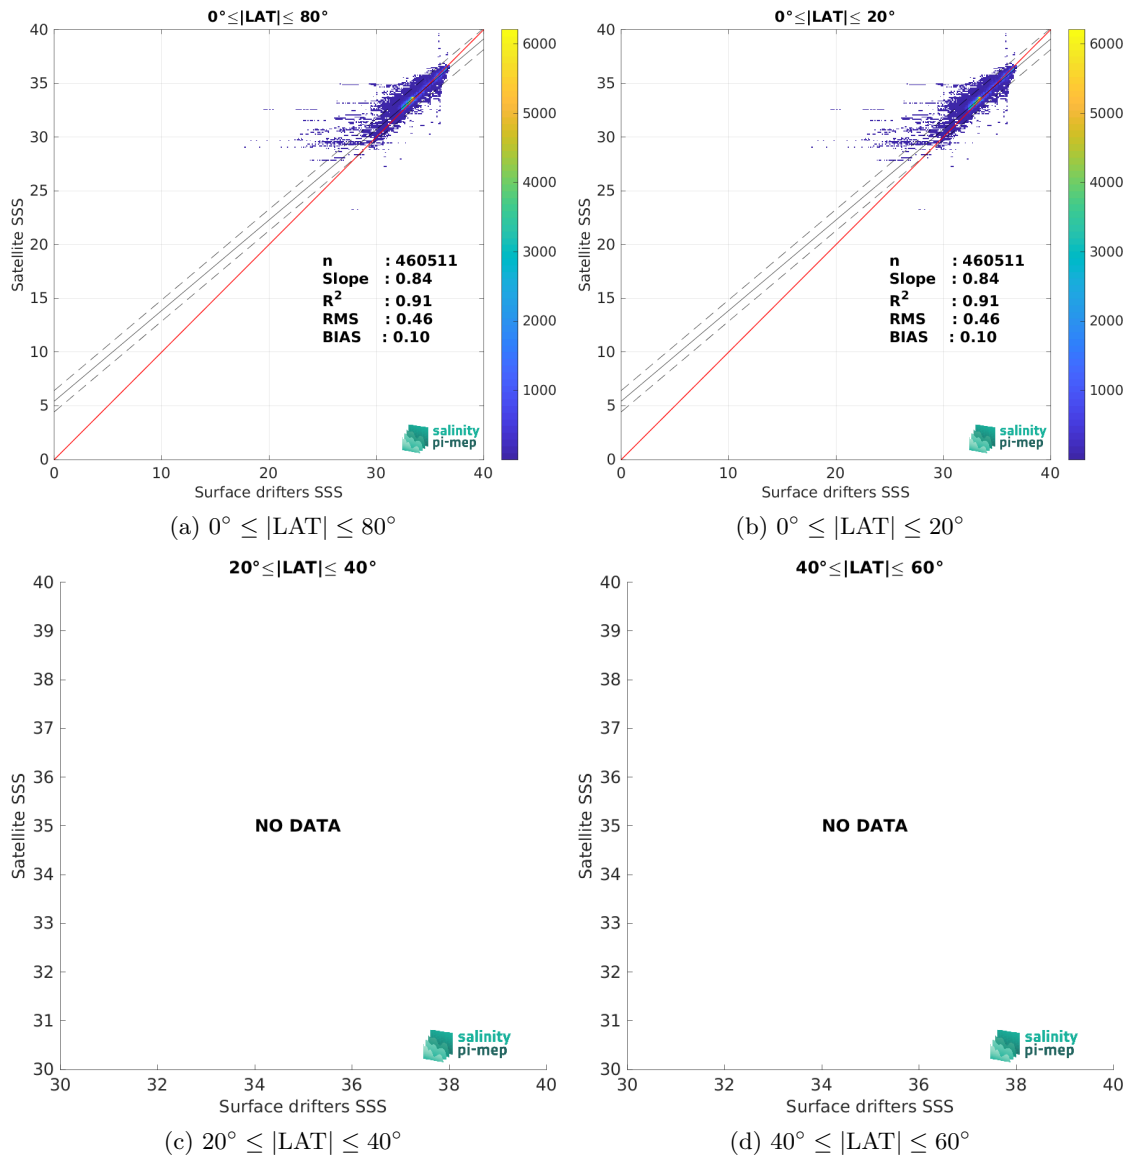 0°≤|LAT|≤ 80°
40
35
30
25
20
15
10
5
0
Satellite SSS
n : 460511
Slope : 0.84
R² : 0.91
RMS : 0.46
BIAS : 0.10
salinity
pi-mep
0 10 20 30 40
Surface drifters SSS
6000
5000
4000
3000
2000
1000
(a) 0° ≤ |LAT| ≤ 80°
0°≤|LAT|≤ 20°
40
35
30
25
20
15
10
5
0
Satellite SSS
n : 460511
Slope : 0.84
R² : 0.91
RMS : 0.46
BIAS : 0.10
salinity
pi-mep
0 10 20 30 40
Surface drifters SSS
6000
5000
4000
3000
2000
1000
(b) 0° ≤ |LAT| ≤ 20°
20°≤|LAT|≤ 40°
40
39
38
37
36
35
34
33
32
31
30
Satellite SSS
NO DATA
salinity
pi-mep
30 32 34 36 38 40
Surface drifters SSS
(c) 20° ≤ |LAT| ≤ 40°
40°≤|LAT|≤ 60°
40
39
38
37
36
35
34
33
32
31
30
Satellite SSS
NO DATA
salinity
pi-mep
30 32 34 36 38 40
Surface drifters SSS
(d) 40° ≤ |LAT| ≤ 60°